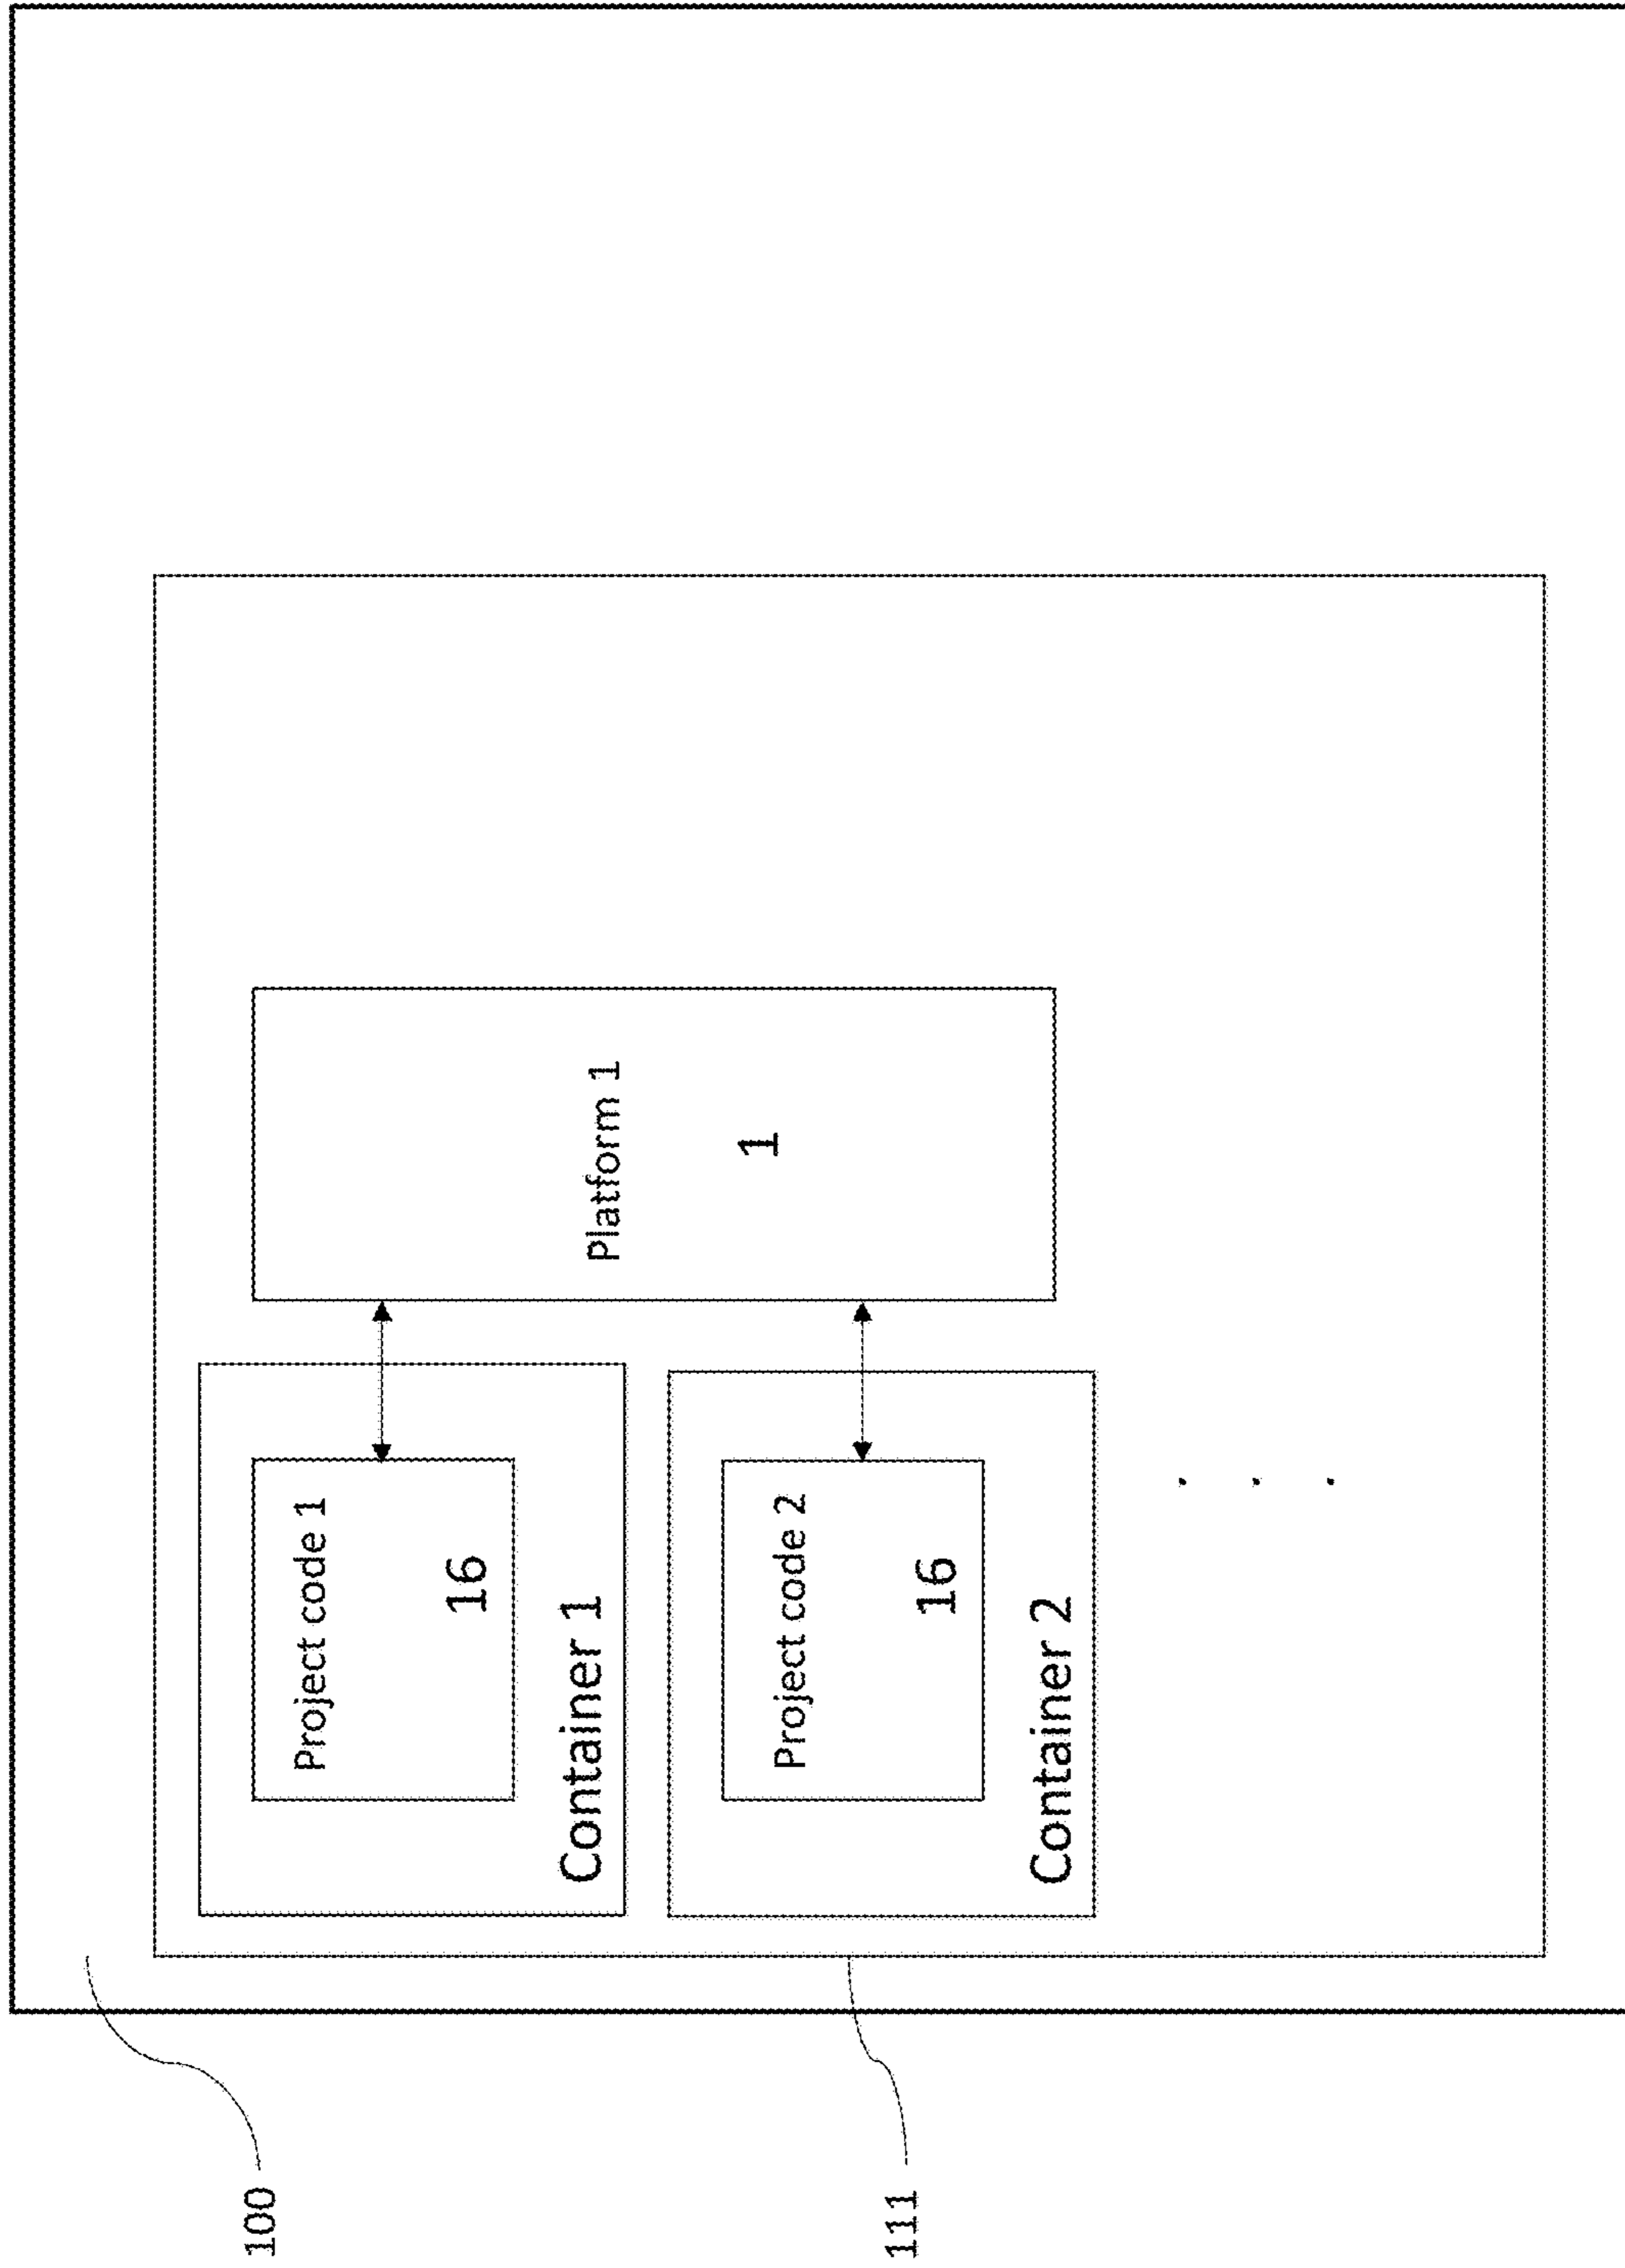 100
111
Project code 1
16
Container 1
Project code 2
16
Container 2
Platform 1
1
. . .